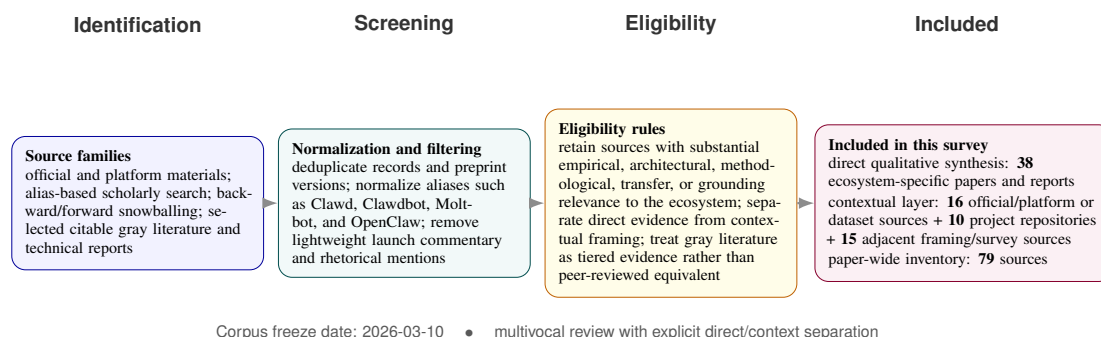 Identification
Screening
Eligibility
Included
Source families
official and platform materials;
alias-based scholarly search; back-
ward/forward snowballing; se-
lected citable gray literature and
technical reports
Normalization and filtering
deduplicate records and preprint
versions; normalize aliases such
as Clawd, Clawdbot, Molt-
bot, and OpenClaw; remove
lightweight launch commentary
and rhetorical mentions
Eligibility rules
retain sources with substantial
empirical, architectural, method-
ological, transfer, or grounding
relevance to the ecosystem; sepa-
rate direct evidence from contex-
tual framing; treat gray literature
as tiered evidence rather than
peer-reviewed equivalent
Included in this survey
direct qualitative synthesis: 38
ecosystem-specific papers and reports
contextual layer: 16 official/platform or
dataset sources + 10 project repositories
+ 15 adjacent framing/survey sources
paper-wide inventory: 79 sources
Corpus freeze date: 2026-03-10 • multivocal review with explicit direct/context separation